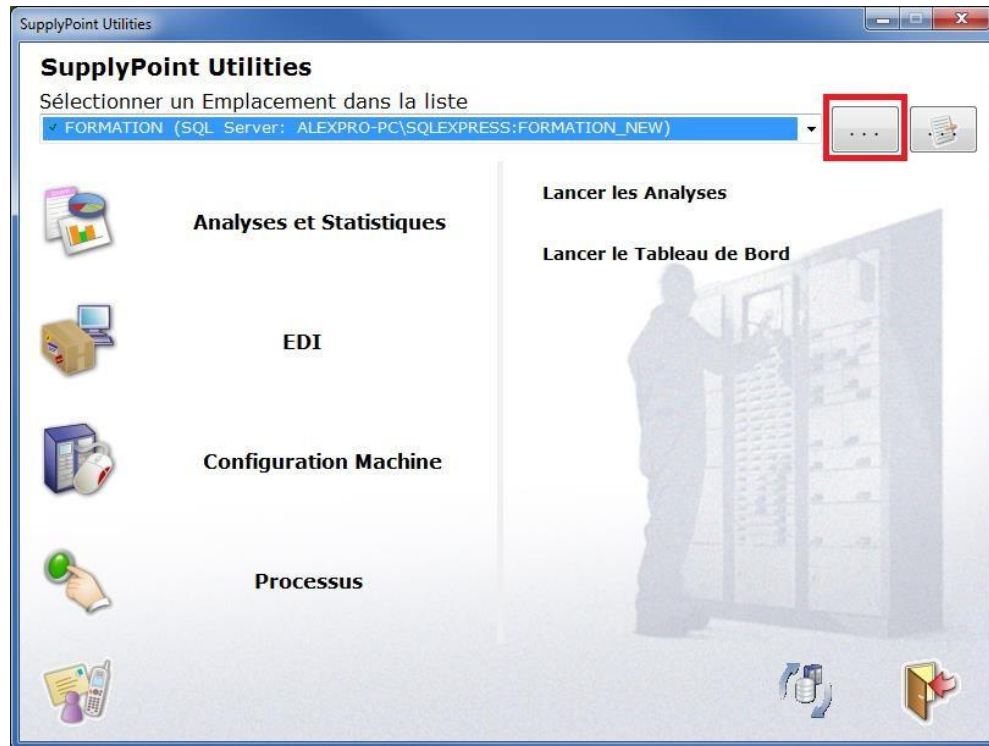 SupplyPoint Utilities
SupplyPoint Utilities
Sélectionner un Emplacement dans la liste
FORMATION (SQL Server: ALEXPRO-PC\SQLEXPRESS:FORMATION_NEW)
...
Lancer les Analyses
Analyses et Statistiques
Lancer le Tableau de Bord
EDI
Configuration Machine
Processus